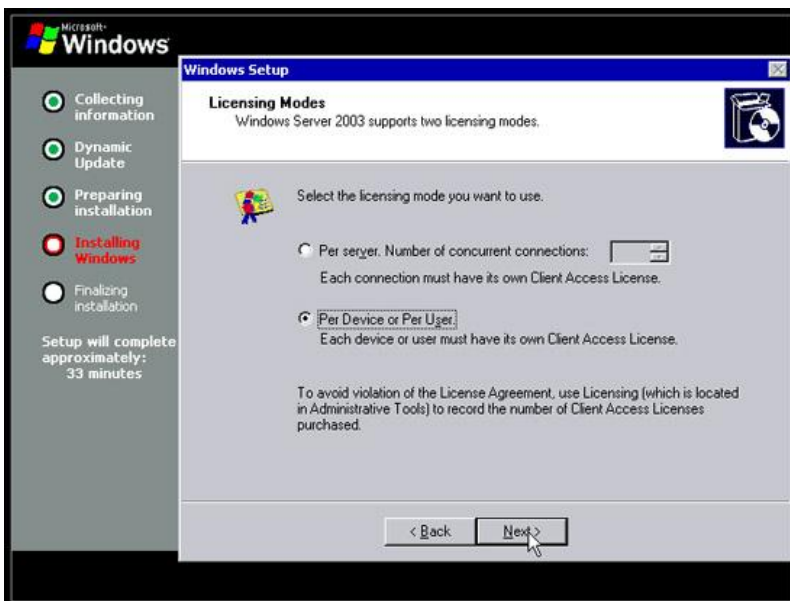 Microsoft
Windows
Collecting
information
Dynamic
Update
Preparing
installation
Installing
Windows
Finalizing
installation
Setup will complete
approximately:
33 minutes
Windows Setup
Licensing Modes
Windows Server 2003 supports two licensing modes.
Select the licensing mode you want to use.
Per server. Number of concurrent connections:
Each connection must have its own Client Access License.
Per Device or Per User.
Each device or user must have its own Client Access License.
To avoid violation of the License Agreement, use Licensing (which is located
in Administrative Tools) to record the number of Client Access Licenses
purchased.
< Back
Next >